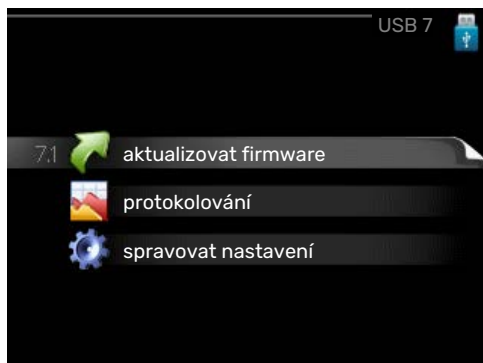 USB 7
7.1 aktualizovat firmware
protokolování
spravovat nastavení